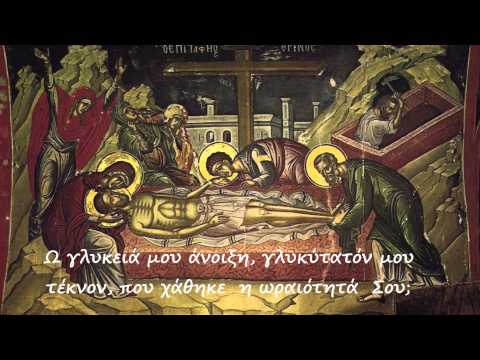 Ω γλυκειά μου άνοιξη, γλυκύτατόν μου
τέκνον, που χάθηκε η ωραιότητά Σου;